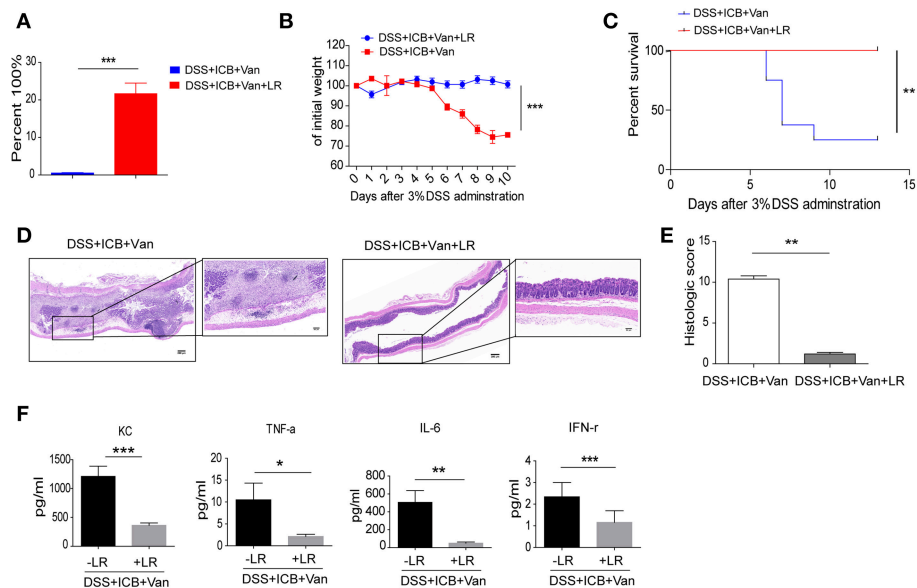 A
Percent 100%
30
20
10
0
***
DSS+ICB+Van
DSS+ICB+Van+LR
B
DSS+ICB+Van+LR
DSS+ICB+Van
of initial weight
120
110
100
90
80
70
60
***
0 1 2 3 4 5 6 7 8 9 10
Days after 3%DSS adminstration
C
DSS+ICB+Van
DSS+ICB+Van+LR
Percent survival
100
50
0
**
0 5 10 15
Days after 3%DSS adminstration
D
DSS+ICB+Van
DSS+ICB+Van+LR
E
Histologic score
15
10
5
0
**
DSS+ICB+Van DSS+ICB+Van+LR
F
KC
pg/ml
1500
1000
500
0
***
-LR +LR
DSS+ICB+Van
TNF-a
pg/ml
20
15
10
5
0
*
-LR +LR
DSS+ICB+Van
IL-6
pg/ml
800
600
400
200
0
**
-LR +LR
DSS+ICB+Van
IFN-r
pg/ml
4
3
2
1
0
***
-LR +LR
DSS+ICB+Van